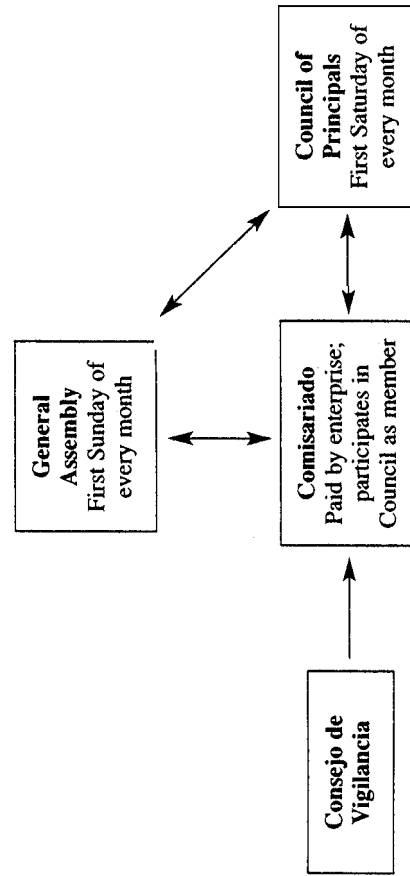 General
Assembly
First Sunday of
every month
Consejo de
Vigilancia
Comisariado
Paid by enterprise;
participates in
Council as member
Council of
Principals
First Saturday of
every month